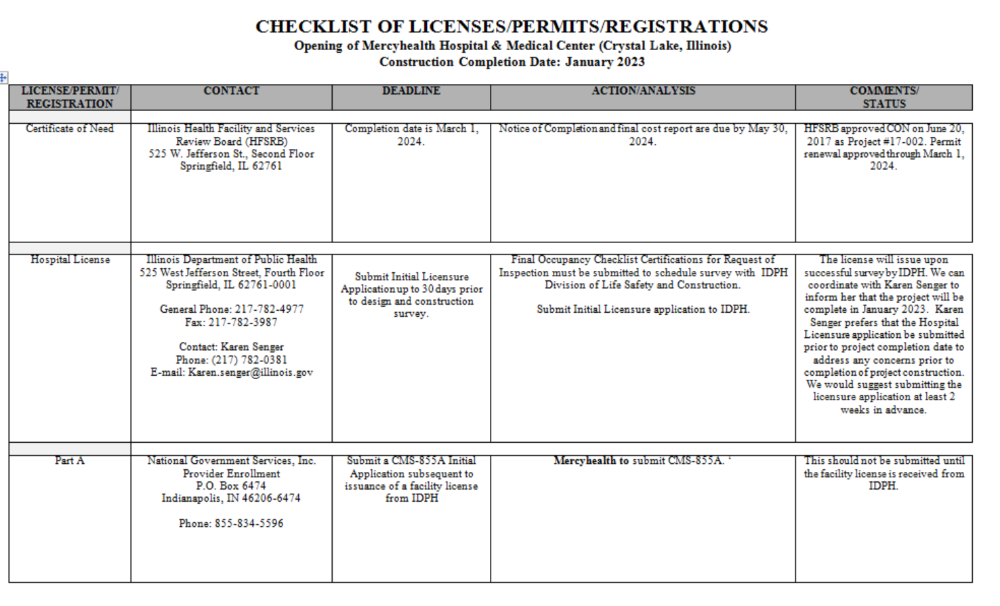 CHECKLIST OF LICENSES/PERMITS/REGISTRATIONS
Opening of Mercyhealth Hospital & Medical Center (Crystal Lake, Illinois)
Construction Completion Date: January 2023
LICENSE/PERMIT/
REGISTRATION
CONTACT
DEADLINE
ACTION/ANALYSIS
COMMENTS/
STATUS
Certificate of Need
Illinois Health Facility and Services
Review Board (HFSRB)
525 W. Jefferson St., Second Floor
Springfield, IL 62761
Completion date is March 1,
2024.
Notice of Completion and final cost report are due by May 30,
2024.
HFSRB approved CON on June 20,
2017 as Project #17-002. Permit
renewal approved through March 1,
2024.
Hospital License
Illinois Department of Public Health
525 West Jefferson Street, Fourth Floor
Springfield, IL 62761-0001
General Phone: 217-782-4977
Fax: 217-782-3987
Contact: Karen Senger
Phone: (217) 782-0381
E-mail: Karen.senger@illinois.gov
Submit Initial Licensure
Application up to 30 days prior
to design and construction
survey.
Final Occupancy Checklist Certifications for Request of
Inspection must be submitted to schedule survey with IDPH
Division of Life Safety and Construction.
Submit Initial Licensure application to IDPH.
The license will issue upon
successful survey by IDPH. We can
coordinate with Karen Senger to
inform her that the project will be
complete in January 2023. Karen
Senger prefers that the Hospital
Licensure application be submitted
prior to project completion date to
address any concerns prior to
completion of project construction.
We would suggest submitting the
licensure application at least 2
weeks in advance.
Part A
National Government Services, Inc.
Provider Enrollment
P.O. Box 6474
Indianapolis, IN 46206-6474
Phone: 855-834-5596
Submit a CMS-855A Initial
Application subsequent to
issuance of a facility license
from IDPH
Mercyhealth to submit CMS-855A.
This should not be submitted until
the facility license is received from
IDPH.